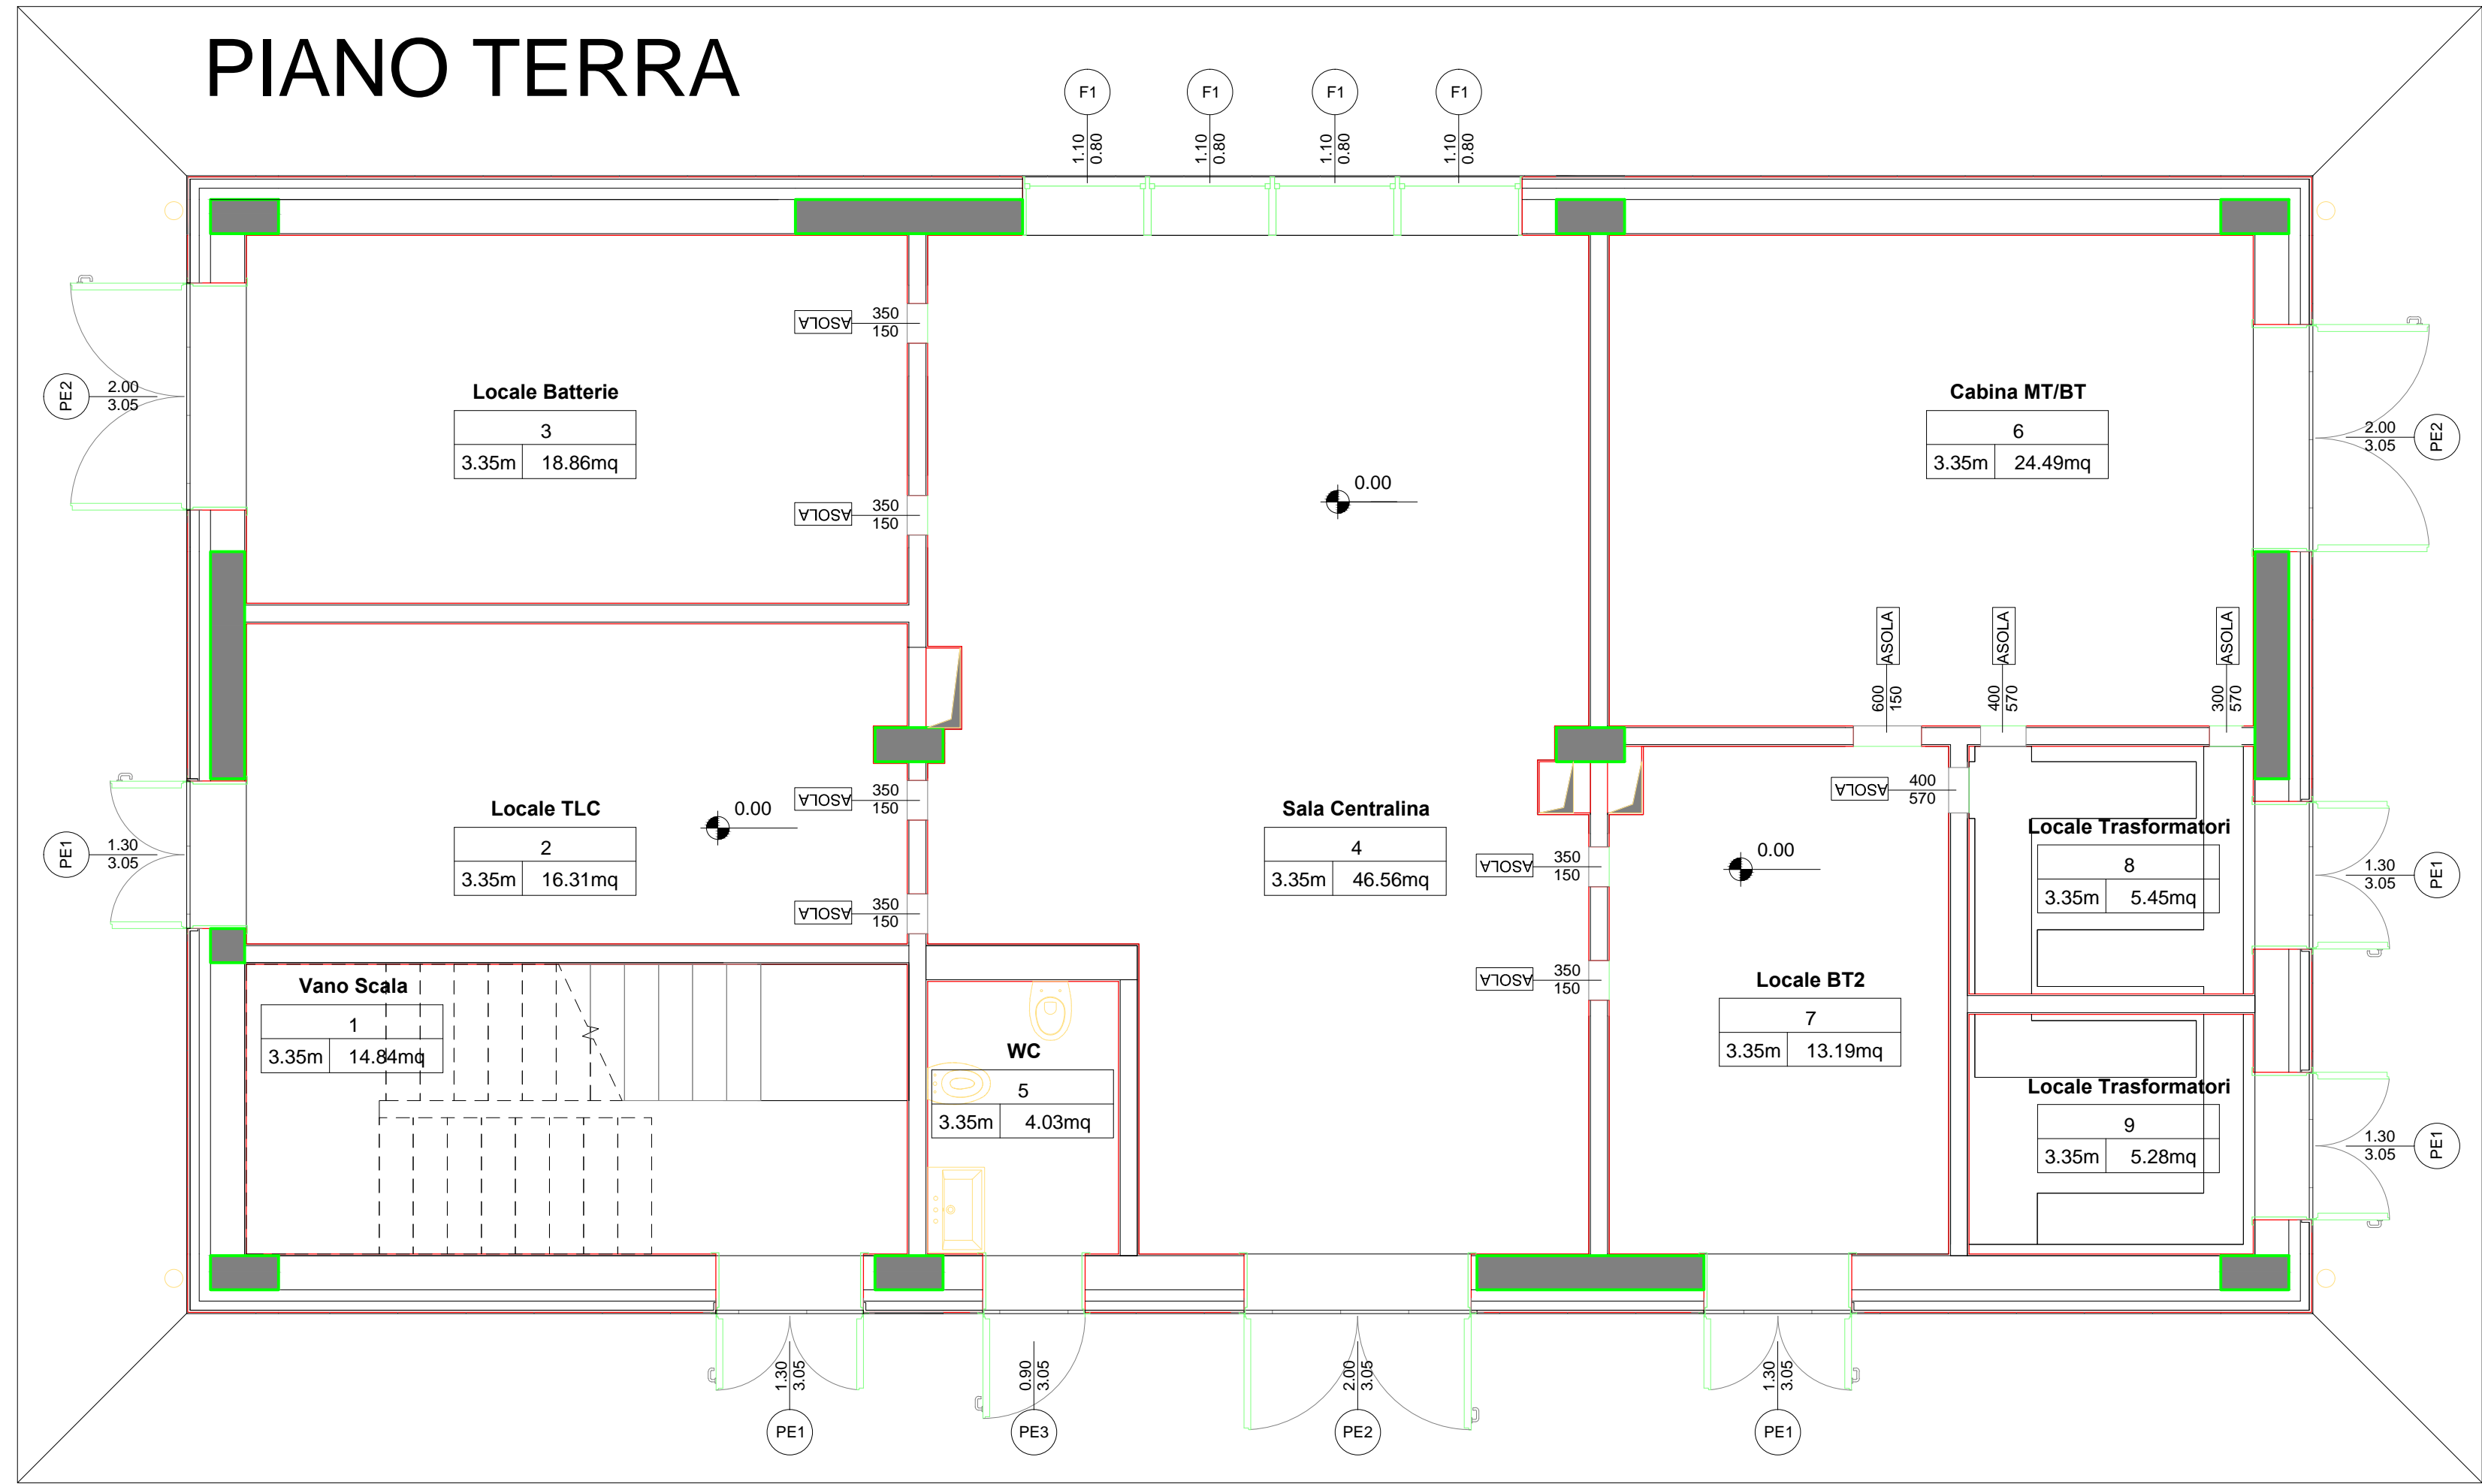 PIANO TERRA
F1
F1
F1
F1
1.10
0.80
1.10
0.80
1.10
0.80
1.10
0.80
ASOLA
350
150
Locale Batterie
3
3.35m
18.86mq
PE2
2.00
3.05
ASOLA
350
150
0.00
Cabina MT/BT
6
3.35m
24.49mq
2.00
3.05
PE2
ASOLA
600
150
ASOLA
400
570
ASOLA
300
570
Locale TLC
2
3.35m
16.31mq
0.00
PE1
1.30
3.05
ASOLA
350
150
ASOLA
350
150
Sala Centralina
4
3.35m
46.56mq
ASOLA
350
150
ASOLA
350
150
0.00
ASOLA
400
570
Locale Trasformatori
8
3.35m
5.45mq
1.30
3.05
PE1
Vano Scala
1
3.35m
14.84mq
WC
5
3.35m
4.03mq
Locale BT2
7
3.35m
13.19mq
Locale Trasformatori
9
3.35m
5.28mq
1.30
3.05
PE1
1.30
3.05
PE1
0.90
3.05
PE3
2.00
3.05
PE2
1.30
3.05
PE1